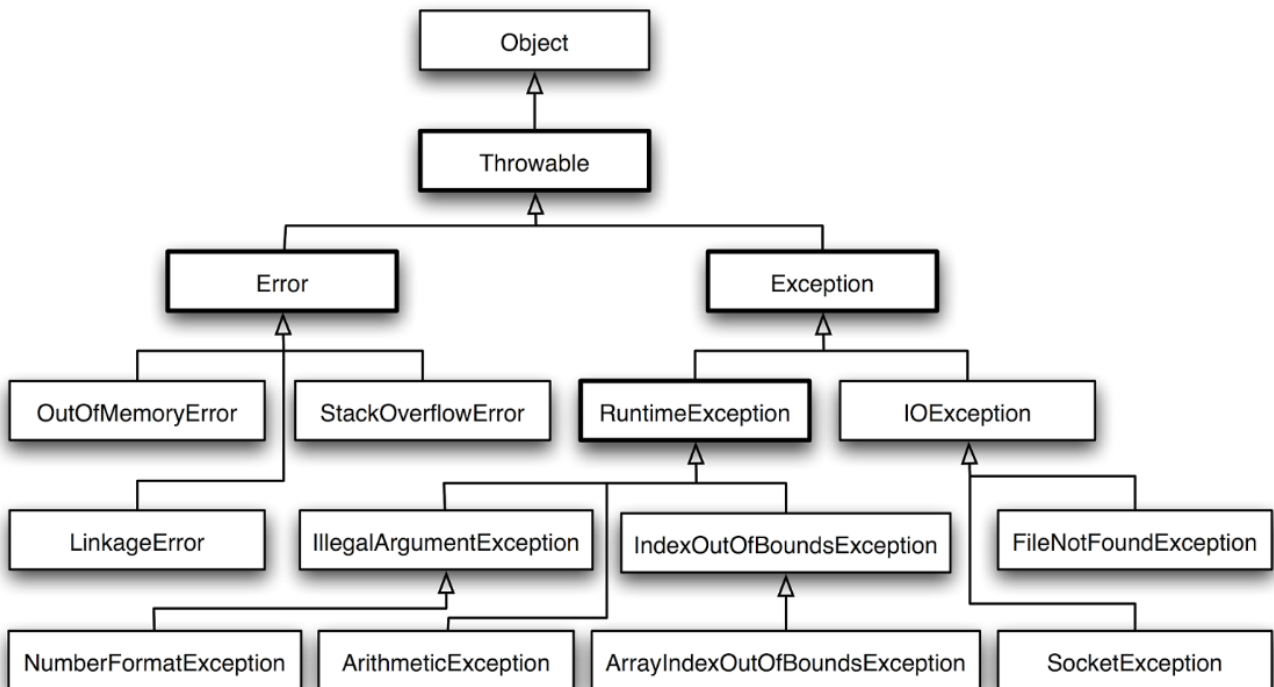 Object
Throwable
Error
Exception
OutOfMemoryError
StackOverflowError
RuntimeException
IOException
LinkageError
IllegalArgumentException
IndexOutOfBoundsException
FileNotFoundException
NumberFormatException
ArithmeticException
ArrayIndexOutOfBoundsException
SocketException